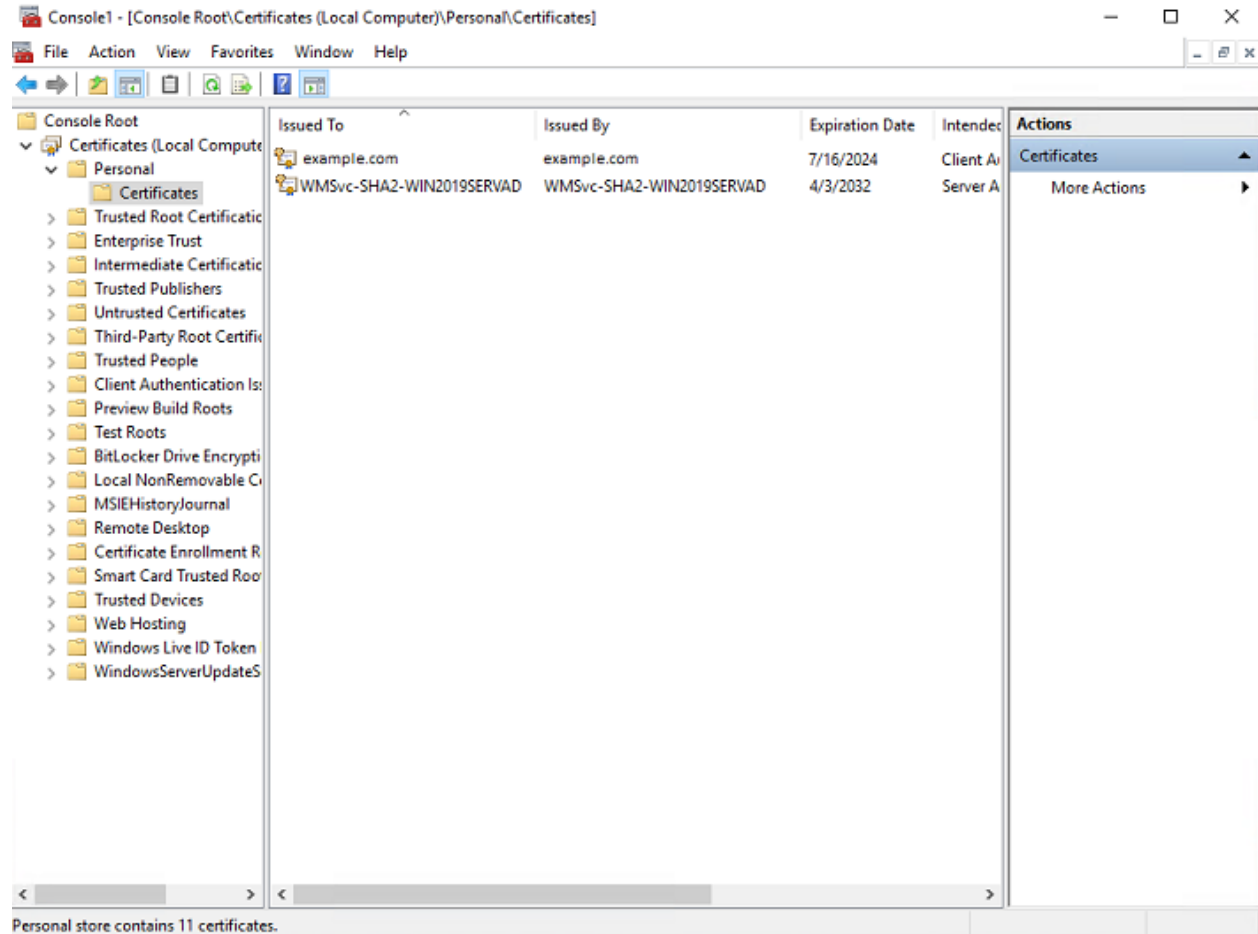 Console1 - [Console Root\Certificates (Local Computer)\Personal\Certificates]
File Action View Favorites Window Help
Console Root
Certificates (Local Compute
Personal
Certificates
Trusted Root Certificatic
Enterprise Trust
Intermediate Certificatic
Trusted Publishers
Untrusted Certificates
Third-Party Root Certific
Trusted People
Client Authentication Is
Preview Build Roots
Test Roots
BitLocker Drive Encrypti
Local NonRemovable C
MSIEHistoryJournal
Remote Desktop
Certificate Enrollment R
Smart Card Trusted Roo
Trusted Devices
Web Hosting
Windows Live ID Token
WindowsServerUpdateS
Issued To Issued By Expiration Date Intended
example.com example.com 7/16/2024 Client A
WMSvc-SHA2-WIN2019SERVAD WMSvc-SHA2-WIN2019SERVAD 4/3/2032 Server A
Actions
Certificates
More Actions
Personal store contains 11 certificates.